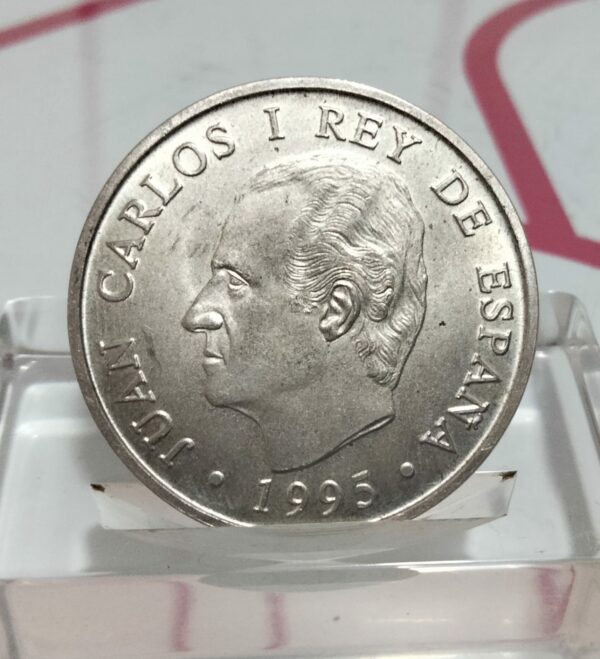 JUAN CARLOS I REY DE ESPAÑA
• 1995 •